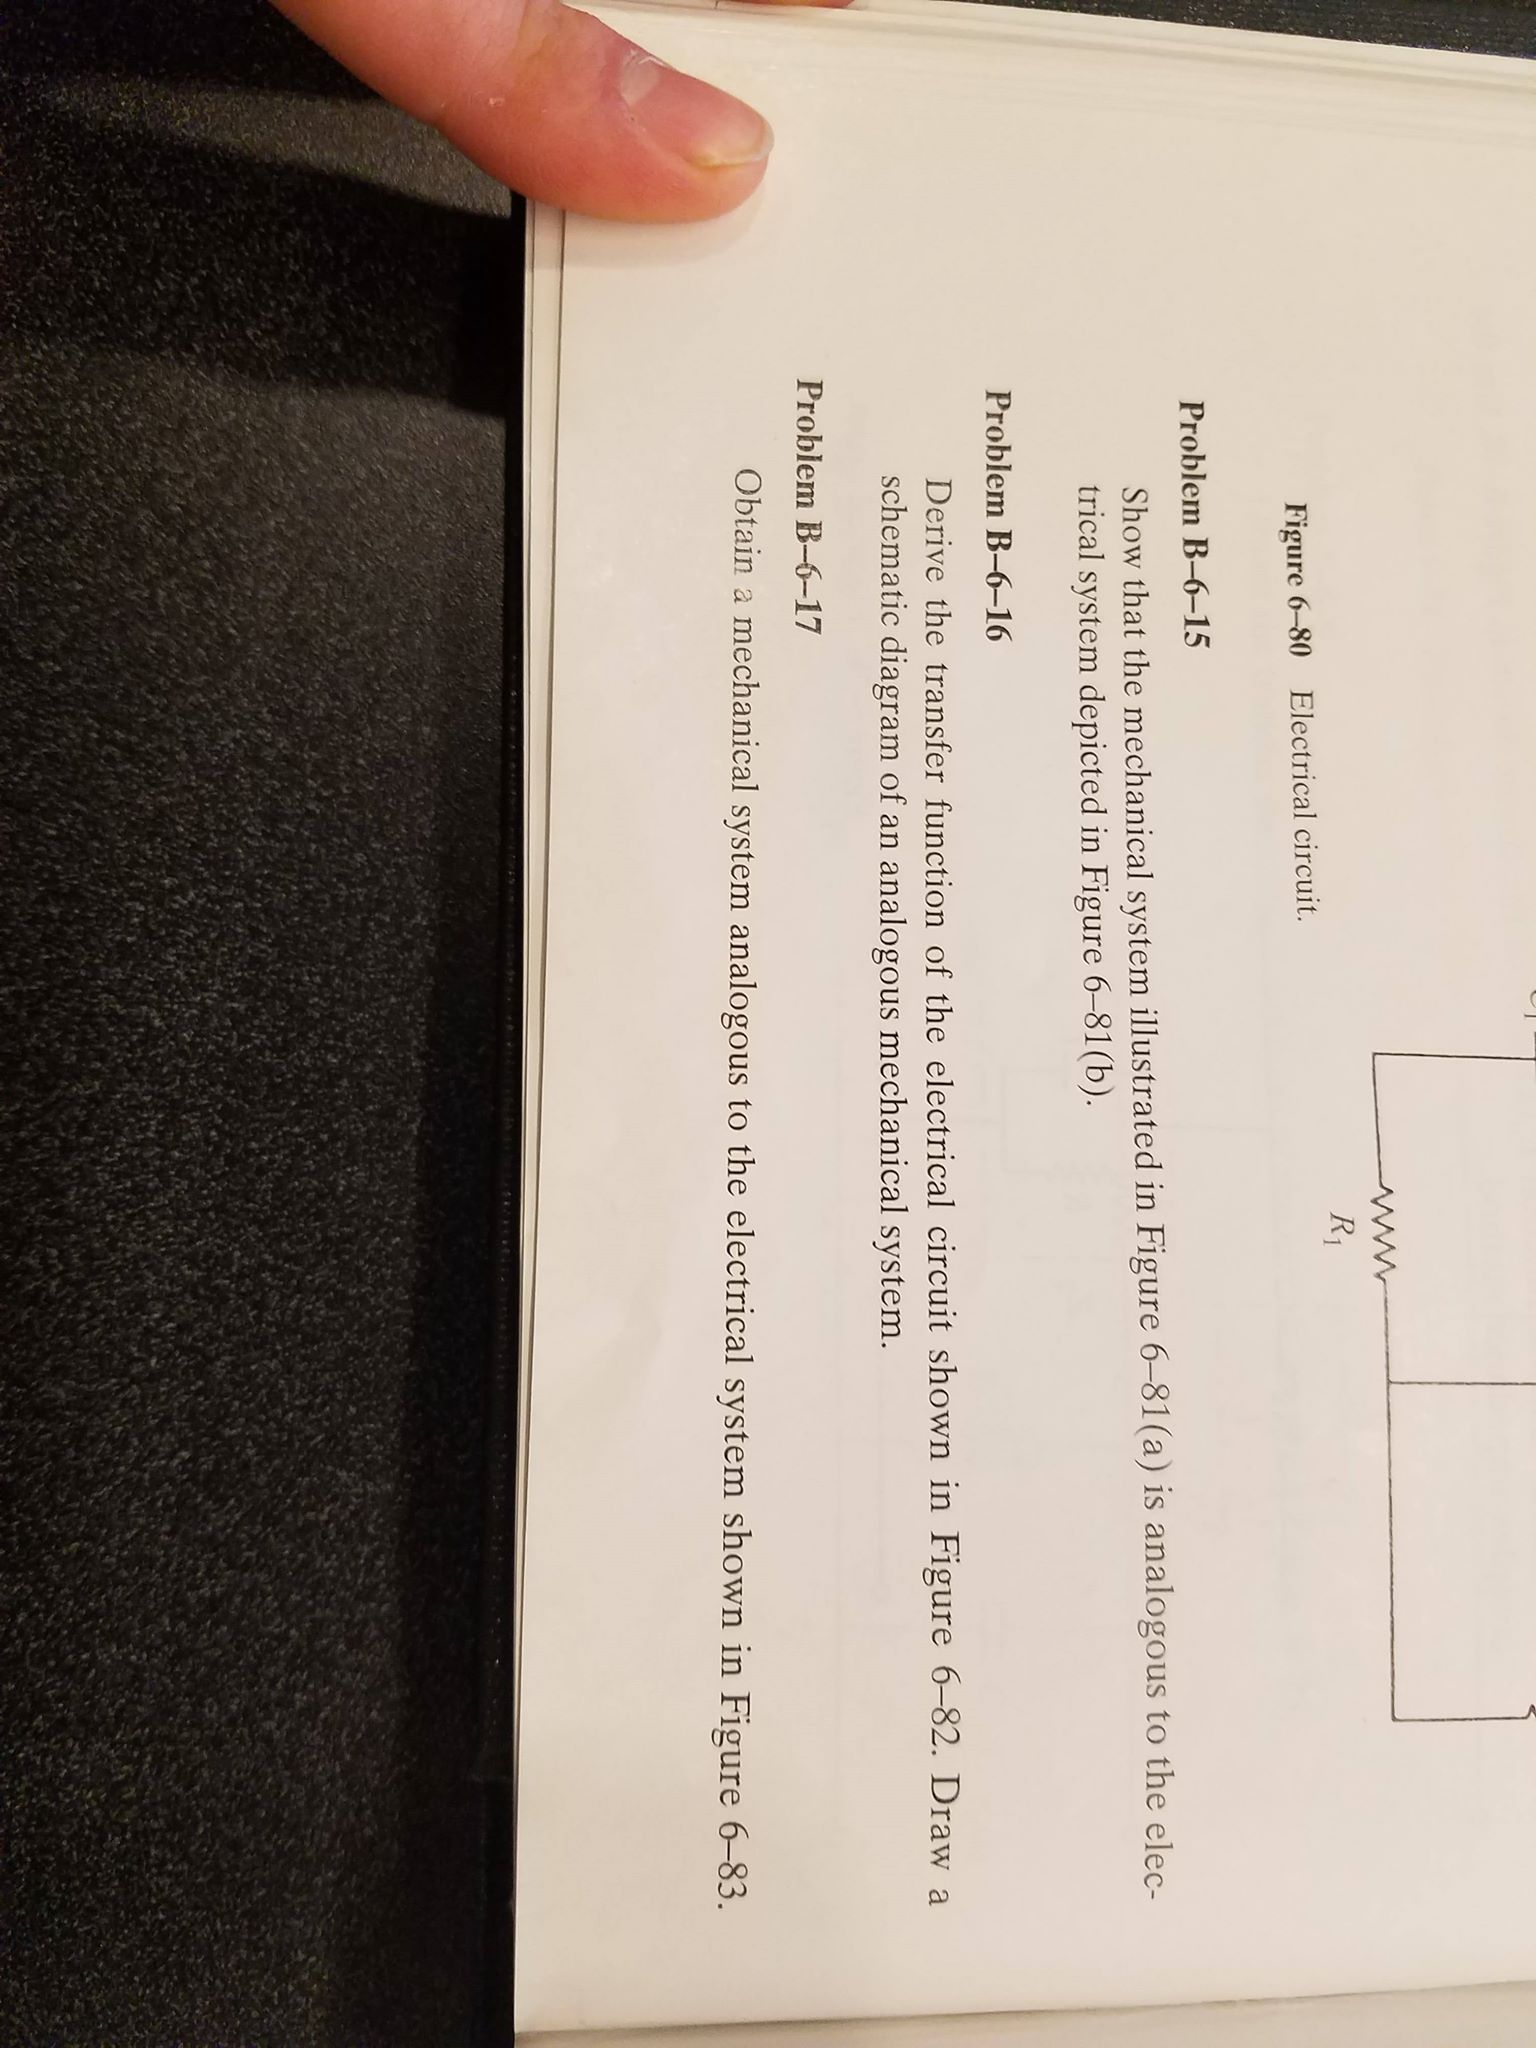 R1
Figure 6–80 Electrical circuit.
Problem B–6–15
Show that the mechanical system illustrated in Figure 6–81(a) is analogous to the elec-
trical system depicted in Figure 6–81(b).
Problem B–6–16
Derive the transfer function of the electrical circuit shown in Figure 6–82. Draw a
schematic diagram of an analogous mechanical system.
Problem B–6–17
Obtain a mechanical system analogous to the electrical system shown in Figure 6–83.